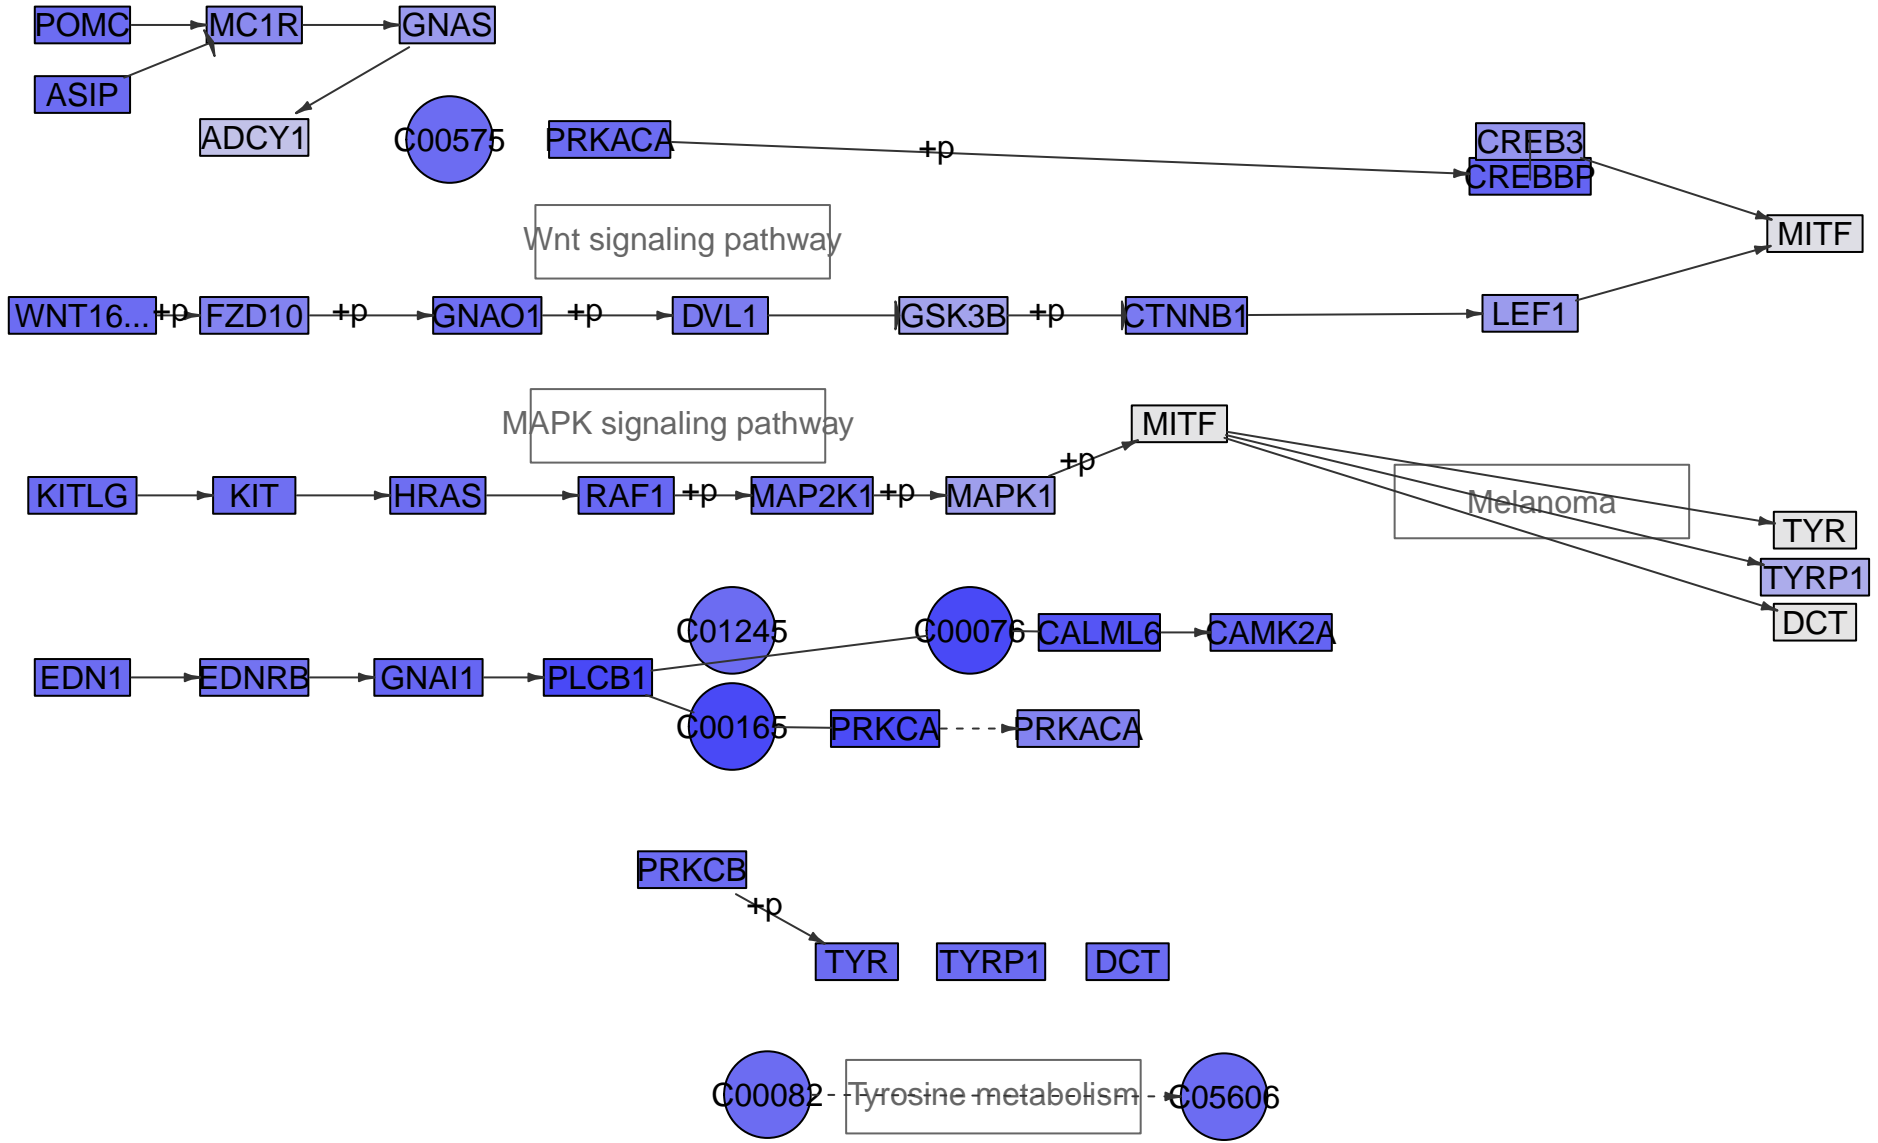 POMC
MC1R
GNAS
ASIP
ADCY1
C00575
PRKACA
+p
CREB3
CREBBP
Wnt signaling pathway
MITF
WNT16...
+p
FZD10
+p
GNAO1
+p
DVL1
GSK3B
+p
CTNNB1
LEF1
MAPK signaling pathway
MITF
+p
KITLG
KIT
HRAS
RAF1
+p
MAP2K1
+p
MAPK1
Melanoma
TYR
TYRP1
DCT
C01245
C00076
CALML6
CAMK2A
EDN1
EDNRB
GNAI1
PLCB1
C00165
PRKCA
PRKACA
PRKCB
+p
TYR
TYRP1
DCT
C00082
Tyrosine metabolism
C05606